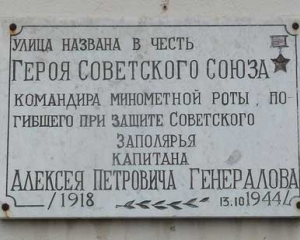 УЛИЦА НАЗВАНА В ЧЕСТЬ
ГЕРОЯ СОВЕТСКОГО СОЮЗА
КОМАНДИРА МИНОМЕТНОЙ РОТЫ, ПО-
ГИБШЕГО ПРИ ЗАЩИТЕ СОВЕТСКОГО
ЗАПОЛЯРЬЯ
КАПИТАНА
АЛЕКСЕЯ ПЕТРОВИЧА ГЕНЕРАЛОВА
/1918 13.10.1944/